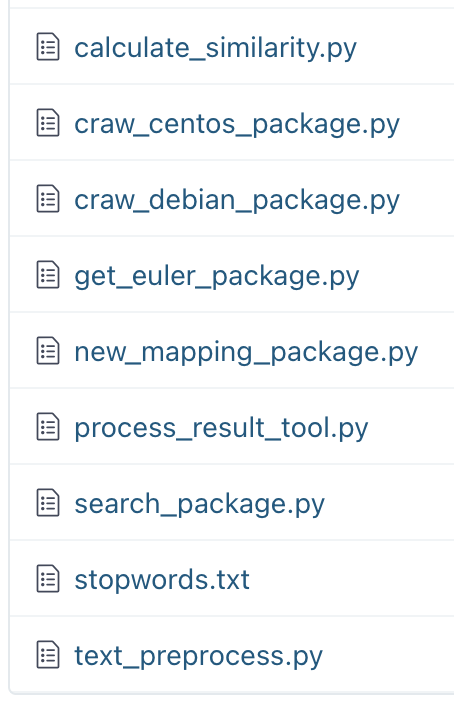 calculate_similarity.py
craw_centos_package.py
craw_debian_package.py
get_euler_package.py
new_mapping_package.py
process_result_tool.py
search_package.py
stopwords.txt
text_preprocess.py